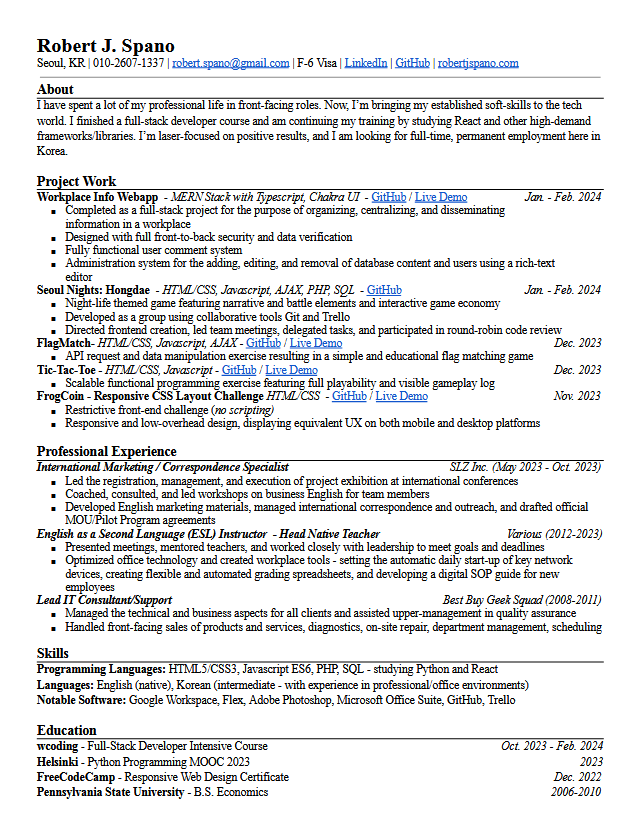 Robert J. Spano
Seoul, KR | 010-2607-1337 | robert.spano@gmail.com | F-6 Visa | LinkedIn | GitHub | robertjspano.com
About
I have spent a lot of my professional life in front-facing roles. Now, I'm bringing my established soft-skills to the tech
world. I finished a full-stack developer course and am continuing my training by studying React and other high-demand
frameworks/libraries. I'm laser-focused on positive results, and I am looking for full-time, permanent employment here in
Korea.
Project Work
Workplace Info Webapp - MERN Stack with Typescript, Chakra UI - GitHub / Live Demo Jan. - Feb. 2024
▪ Completed as a full-stack project for the purpose of organizing, centralizing, and disseminating
information in a workplace
▪ Designed with full front-to-back security and data verification
▪ Fully functional user comment system
▪ Administration system for the adding, editing, and removal of database content and users using a rich-text
editor
Seoul Nights: Hongdae - HTML/CSS, Javascript, AJAX, PHP, SQL - GitHub Jan. - Feb. 2024
▪ Night-life themed game featuring narrative and battle elements and interactive game economy
▪ Developed as a group using collaborative tools Git and Trello
▪ Directed frontend creation, led team meetings, delegated tasks, and participated in round-robin code review
FlagMatch- HTML/CSS, Javascript, AJAX - GitHub / Live Demo Dec. 2023
▪ API request and data manipulation exercise resulting in a simple and educational flag matching game
Tic-Tac-Toe - HTML/CSS, Javascript - GitHub / Live Demo Dec. 2023
▪ Scalable functional programming exercise featuring full playability and visible gameplay log
FrogCoin - Responsive CSS Layout Challenge HTML/CSS - GitHub / Live Demo Nov. 2023
▪ Restrictive front-end challenge (no scripting)
▪ Responsive and low-overhead design, displaying equivalent UX on both mobile and desktop platforms
Professional Experience
International Marketing / Correspondence Specialist SLZ Inc. (May 2023 - Oct. 2023)
▪ Led the registration, management, and execution of project exhibition at international conferences
▪ Coached, consulted, and led workshops on business English for team members
▪ Developed English marketing materials, managed international correspondence and outreach, and drafted official
MOU/Pilot Program agreements
English as a Second Language (ESL) Instructor - Head Native Teacher Various (2012-2023)
▪ Presented meetings, mentored teachers, and worked closely with leadership to meet goals and deadlines
▪ Optimized office technology and created workplace tools - setting the automatic daily start-up of key network
devices, creating flexible and automated grading spreadsheets, and developing a digital SOP guide for new
employees
Lead IT Consultant/Support Best Buy Geek Squad (2008-2011)
▪ Managed the technical and business aspects for all clients and assisted upper-management in quality assurance
▪ Handled front-facing sales of products and services, diagnostics, on-site repair, department management, scheduling
Skills
Programming Languages: HTML5/CSS3, Javascript ES6, PHP, SQL - studying Python and React
Languages: English (native), Korean (intermediate - with experience in professional/office environments)
Notable Software: Google Workspace, Flex, Adobe Photoshop, Microsoft Office Suite, GitHub, Trello
Education
wcoding - Full-Stack Developer Intensive Course Oct. 2023 - Feb. 2024
Helsinki - Python Programming MOOC 2023 2023
FreeCodeCamp - Responsive Web Design Certificate Dec. 2022
Pennsylvania State University - B.S. Economics 2006-2010